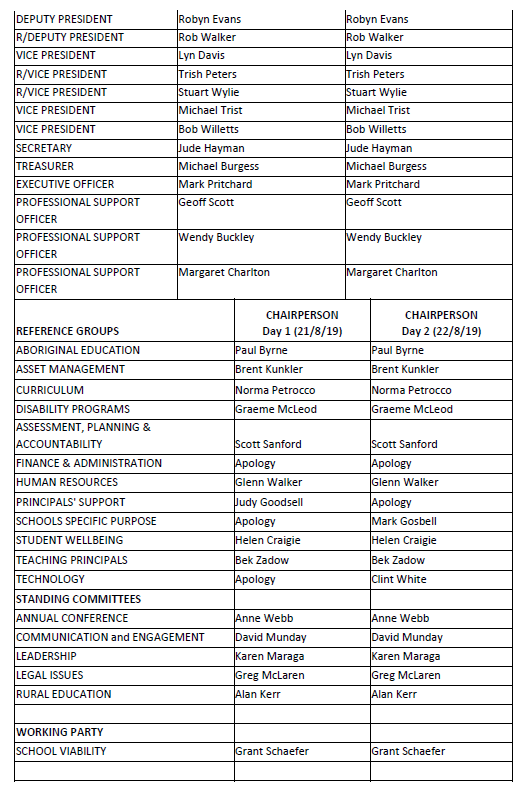 DEPUTY PRESIDENT Robyn Evans Robyn Evans
R/DEPUTY PRESIDENT Rob Walker Rob Walker
VICE PRESIDENT Lyn Davis Lyn Davis
R/VICE PRESIDENT Trish Peters Trish Peters
R/VICE PRESIDENT Stuart Wylie Stuart Wylie
VICE PRESIDENT Michael Trist Michael Trist
VICE PRESIDENT Bob Willetts Bob Willetts
SECRETARY Jude Hayman Jude Hayman
TREASURER Michael Burgess Michael Burgess
EXECUTIVE OFFICER Mark Pritchard Mark Pritchard
PROFESSIONAL SUPPORT Geoff Scott Geoff Scott
OFFICER
PROFESSIONAL SUPPORT Wendy Buckley Wendy Buckley
OFFICER
PROFESSIONAL SUPPORT Margaret Charlton Margaret Charlton
OFFICER
CHAIRPERSON CHAIRPERSON
REFERENCE GROUPS Day 1 (21/8/19) Day 2 (22/8/19)
ABORIGINAL EDUCATION Paul Byrne Paul Byrne
ASSET MANAGEMENT Brent Kunkler Brent Kunkler
CURRICULUM Norma Petrocco Norma Petrocco
DISABILITY PROGRAMS Graeme McLeod Graeme McLeod
ASSESSMENT, PLANNING &
ACCOUNTABILITY Scott Sanford Scott Sanford
FINANCE & ADMINISTRATION Apology Apology
HUMAN RESOURCES Glenn Walker Glenn Walker
PRINCIPALS' SUPPORT Judy Goodsell Apology
SCHOOLS SPECIFIC PURPOSE Apology Mark Gosbell
STUDENT WELLBEING Helen Craigie Helen Craigie
TEACHING PRINCIPALS Bek Zadow Bek Zadow
TECHNOLOGY Apology Clint White
STANDING COMMITTEES
ANNUAL CONFERENCE Anne Webb Anne Webb
COMMUNICATION and ENGAGEMENT David Munday David Munday
LEADERSHIP Karen Maraga Karen Maraga
LEGAL ISSUES Greg McLaren Greg McLaren
RURAL EDUCATION Alan Kerr Alan Kerr
WORKING PARTY
SCHOOL VIABILITY Grant Schaefer Grant Schaefer